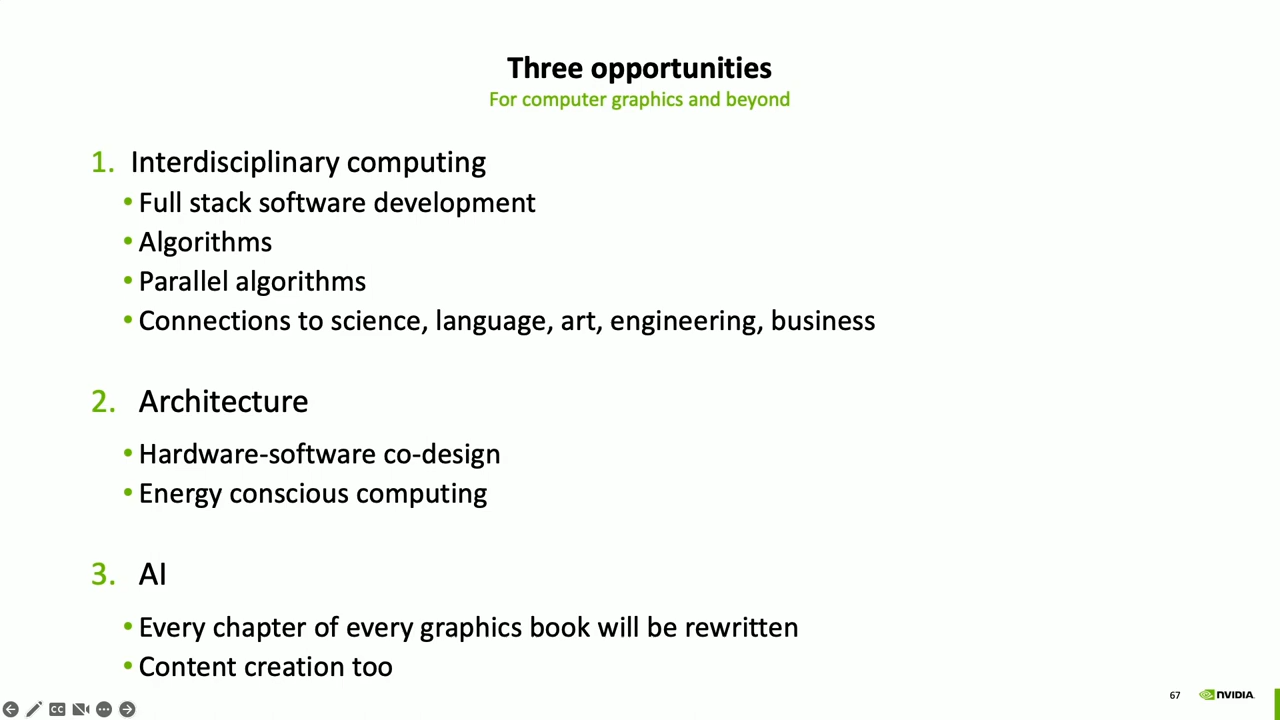 Three opportunities
For computer graphics and beyond
1. Interdisciplinary computing
• Full stack software development
• Algorithms
• Parallel algorithms
• Connections to science, language, art, engineering, business
2. Architecture
• Hardware-software co-design
• Energy conscious computing
3. AI
• Every chapter of every graphics book will be rewritten
• Content creation too
CC
67 NVIDIA